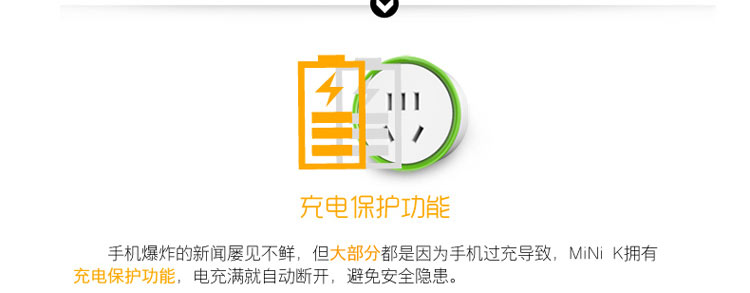 充电保护功能
手机爆炸的新闻屡见不鲜，但大部分都是因为手机过充导致，MiNi K拥有
充电保护功能，电充满就自动断开，避免安全隐患。